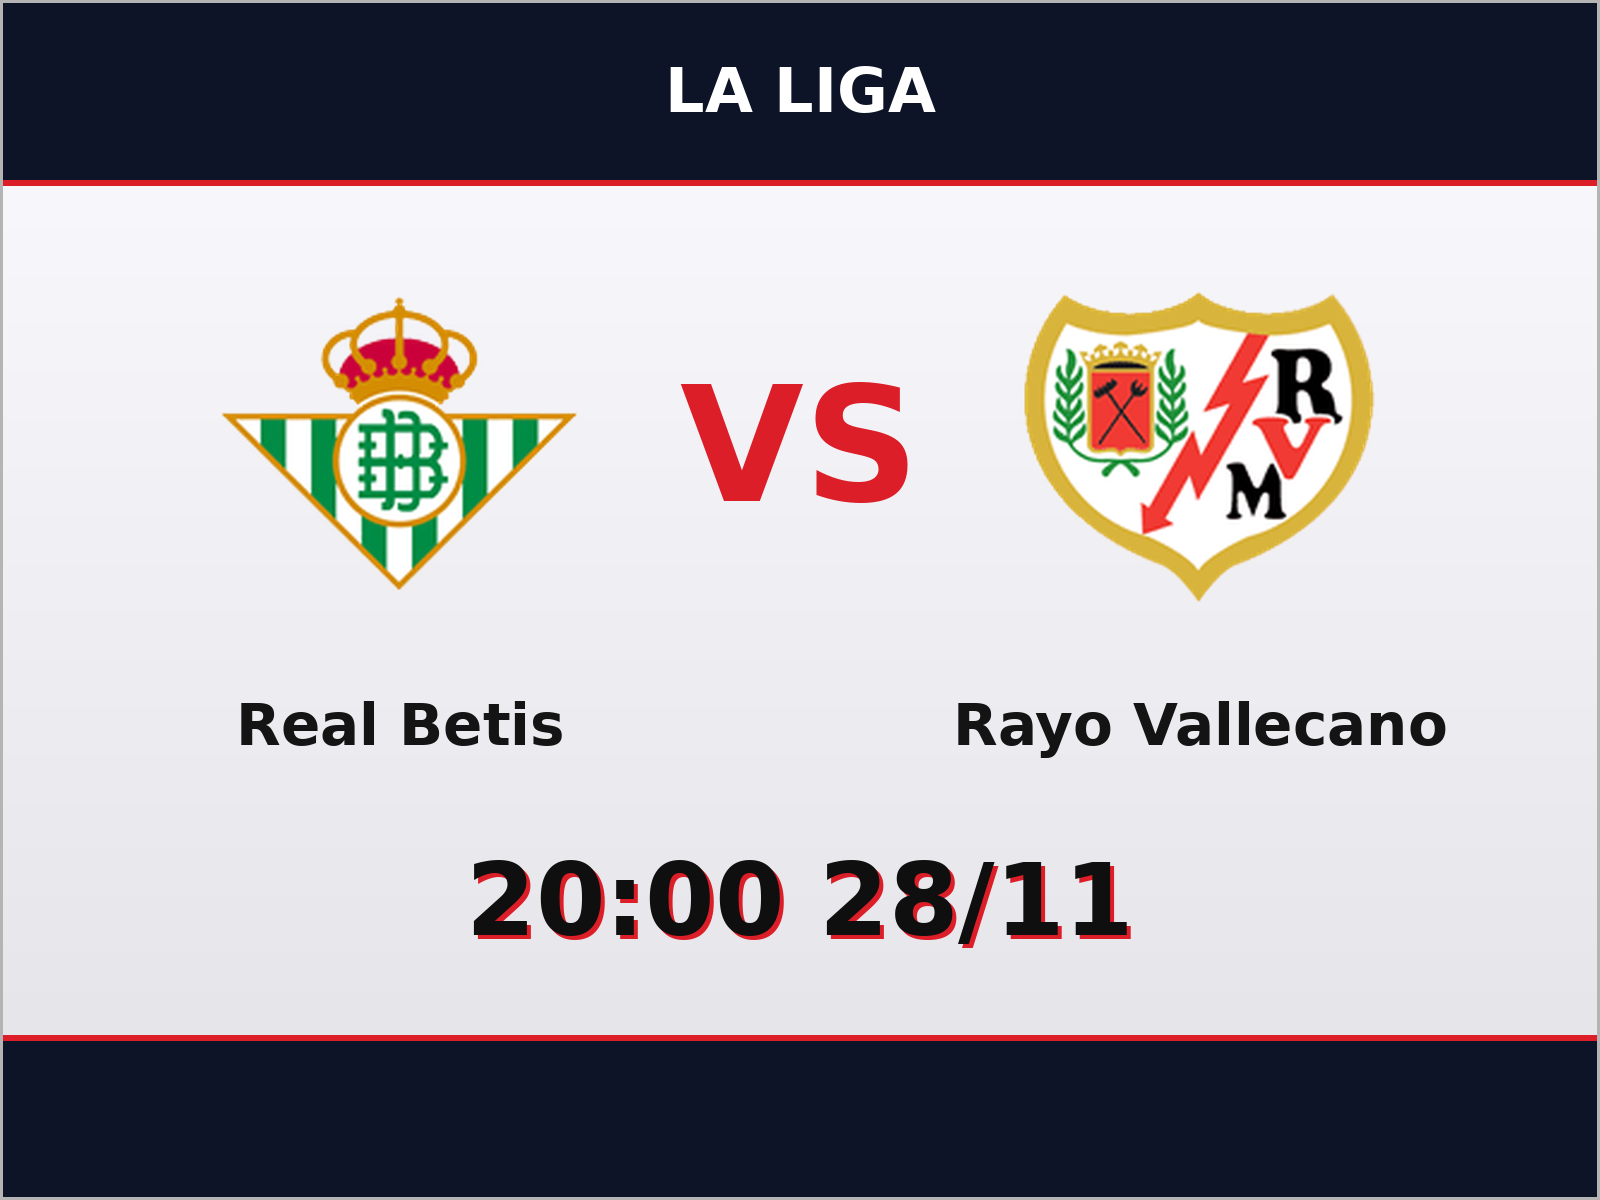 LA LIGA
VS
R
V
M
Real Betis
Rayo Vallecano
20:00 28/11